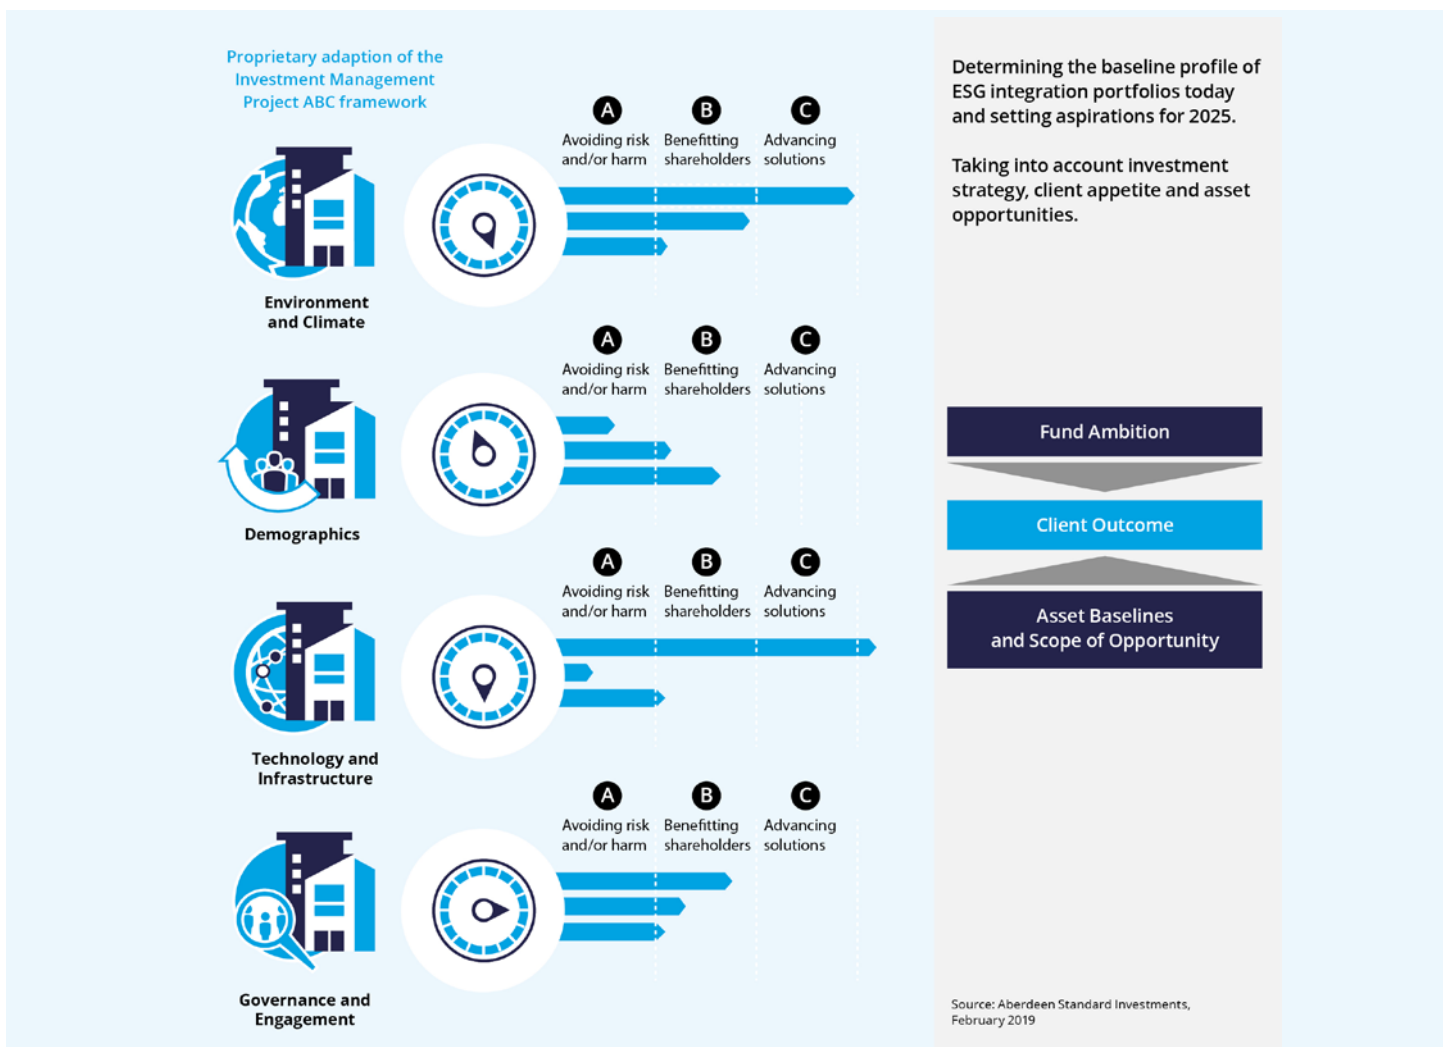 Proprietary adaption of the
Investment Management
Project ABC framework
A
B
C
Avoiding risk
and/or harm
Benefitting
shareholders
Advancing
solutions
Environment
and Climate
A
B
C
Avoiding risk
and/or harm
Benefitting
shareholders
Advancing
solutions
Demographics
A
B
C
Avoiding risk
and/or harm
Benefitting
shareholders
Advancing
solutions
Technology and
Infrastructure
A
B
C
Avoiding risk
and/or harm
Benefitting
shareholders
Advancing
solutions
Governance and
Engagement
Determining the baseline profile of
ESG integration portfolios today
and setting aspirations for 2025.
Taking into account investment
strategy, client appetite and asset
opportunities.
Fund Ambition
Client Outcome
Asset Baselines
and Scope of Opportunity
Source: Aberdeen Standard Investments,
February 2019